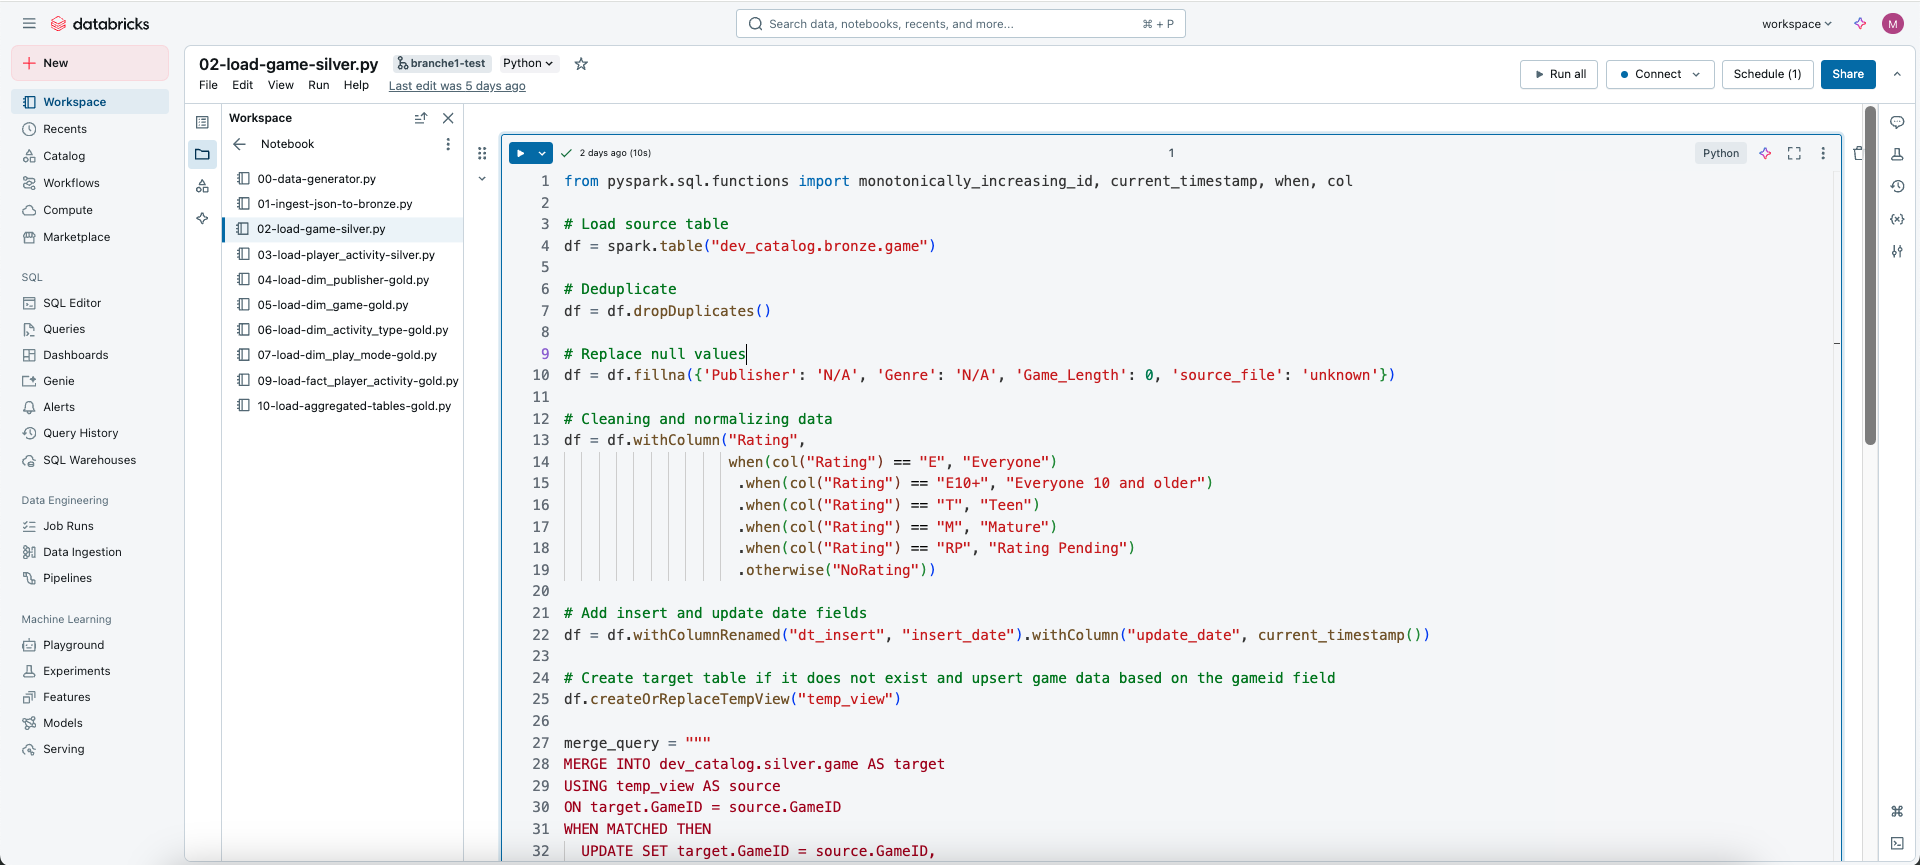 databricks
Search data, notebooks, recents, and more...
⌘ + P
workspace
M
New
Workspace
Recents
Catalog
Workflows
Compute
Marketplace
SQL
SQL Editor
Queries
Dashboards
Genie
Alerts
Query History
SQL Warehouses
Data Engineering
Job Runs
Data Ingestion
Pipelines
Machine Learning
Playground
Experiments
Features
Models
Serving
02-load-game-silver.py
branche1-test
Python
File Edit View Run Help Last edit was 5 days ago
Run all
Connect
Schedule (1)
Share
Workspace
Notebook
00-data-generator.py
01-ingest-json-to-bronze.py
02-load-game-silver.py
03-load-player_activity-silver.py
04-load-dim_publisher-gold.py
05-load-dim_game-gold.py
06-load-dim_activity_type-gold.py
07-load-dim_play_mode-gold.py
09-load-fact_player_activity-gold.py
10-load-aggregated-tables-gold.py
2 days ago (10s)
1
Python
1 from pyspark.sql.functions import monotonically_increasing_id, current_timestamp, when, col
2
3 # Load source table
4 df = spark.table("dev_catalog.bronze.game")
5
6 # Deduplicate
7 df = df.dropDuplicates()
8
9 # Replace null values
10 df = df.fillna({'Publisher': 'N/A', 'Genre': 'N/A', 'Game_Length': 0, 'source_file': 'unknown'})
11
12 # Cleaning and normalizing data
13 df = df.withColumn("Rating",
14 when(col("Rating") == "E", "Everyone")
15 .when(col("Rating") == "E10+", "Everyone 10 and older")
16 .when(col("Rating") == "T", "Teen")
17 .when(col("Rating") == "M", "Mature")
18 .when(col("Rating") == "RP", "Rating Pending")
19 .otherwise("NoRating"))
20
21 # Add insert and update date fields
22 df = df.withColumnRenamed("dt_insert", "insert_date").withColumn("update_date", current_timestamp())
23
24 # Create target table if it does not exist and upsert game data based on the gameid field
25 df.createOrReplaceTempView("temp_view")
26
27 merge_query = """
28 MERGE INTO dev_catalog.silver.game AS target
29 USING temp_view AS source
30 ON target.GameID = source.GameID
31 WHEN MATCHED THEN
32 UPDATE SET target.GameID = source.GameID,